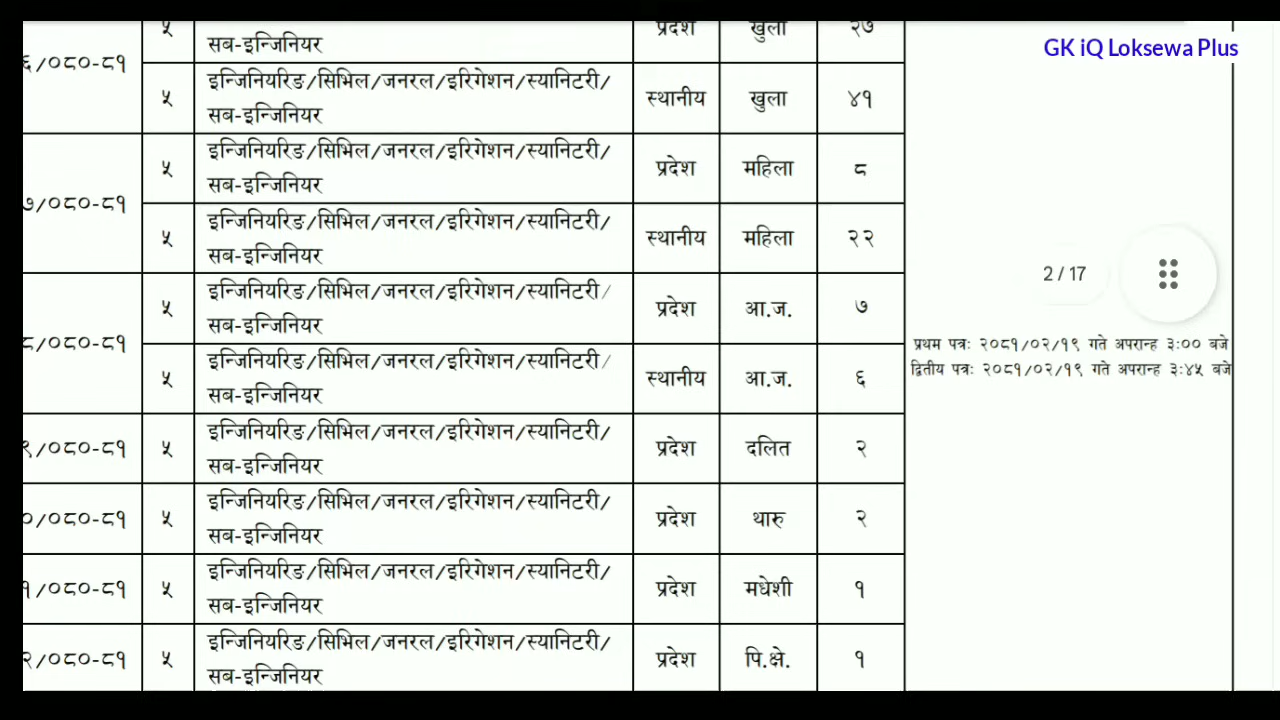 GK iQ Loksewa Plus
५ सब-इन्जिनियर प्रदेश खुला २७
६/०८०-८१
५ इन्जिनियरिङ/सिभिल/जनरल/इरिगेशन/स्यानिटरी/
सब-इन्जिनियर स्थानीय खुला ४१
५ इन्जिनियरिङ/सिभिल/जनरल/इरिगेशन/स्यानिटरी/
सब-इन्जिनियर प्रदेश महिला ८
७/०८०-८१
५ इन्जिनियरिङ/सिभिल/जनरल/इरिगेशन/स्यानिटरी/
सब-इन्जिनियर स्थानीय महिला २२
2 / 17
५ इन्जिनियरिङ/सिभिल/जनरल/इरिगेशन/स्यानिटरी/
सब-इन्जिनियर प्रदेश आ.ज. ७
८/०८०-८१
प्रथम पत्रः २०८१/०२/१९ गते अपरान्ह ३:०० बजे
द्वितीय पत्रः २०८१/०२/१९ गते अपरान्ह ३:४५ बजे
५ इन्जिनियरिङ/सिभिल/जनरल/इरिगेशन/स्यानिटरी/
सब-इन्जिनियर स्थानीय आ.ज. ६
९/०८०-८१ ५ इन्जिनियरिङ/सिभिल/जनरल/इरिगेशन/स्यानिटरी/
सब-इन्जिनियर प्रदेश दलित २
०/०८०-८१ ५ इन्जिनियरिङ/सिभिल/जनरल/इरिगेशन/स्यानिटरी/
सब-इन्जिनियर प्रदेश थारु २
१/०८०-८१ ५ इन्जिनियरिङ/सिभिल/जनरल/इरिगेशन/स्यानिटरी/
सब-इन्जिनियर प्रदेश मधेशी १
२/०८०-८१ ५ इन्जिनियरिङ/सिभिल/जनरल/इरिगेशन/स्यानिटरी/
सब-इन्जिनियर प्रदेश पि.क्षे. १